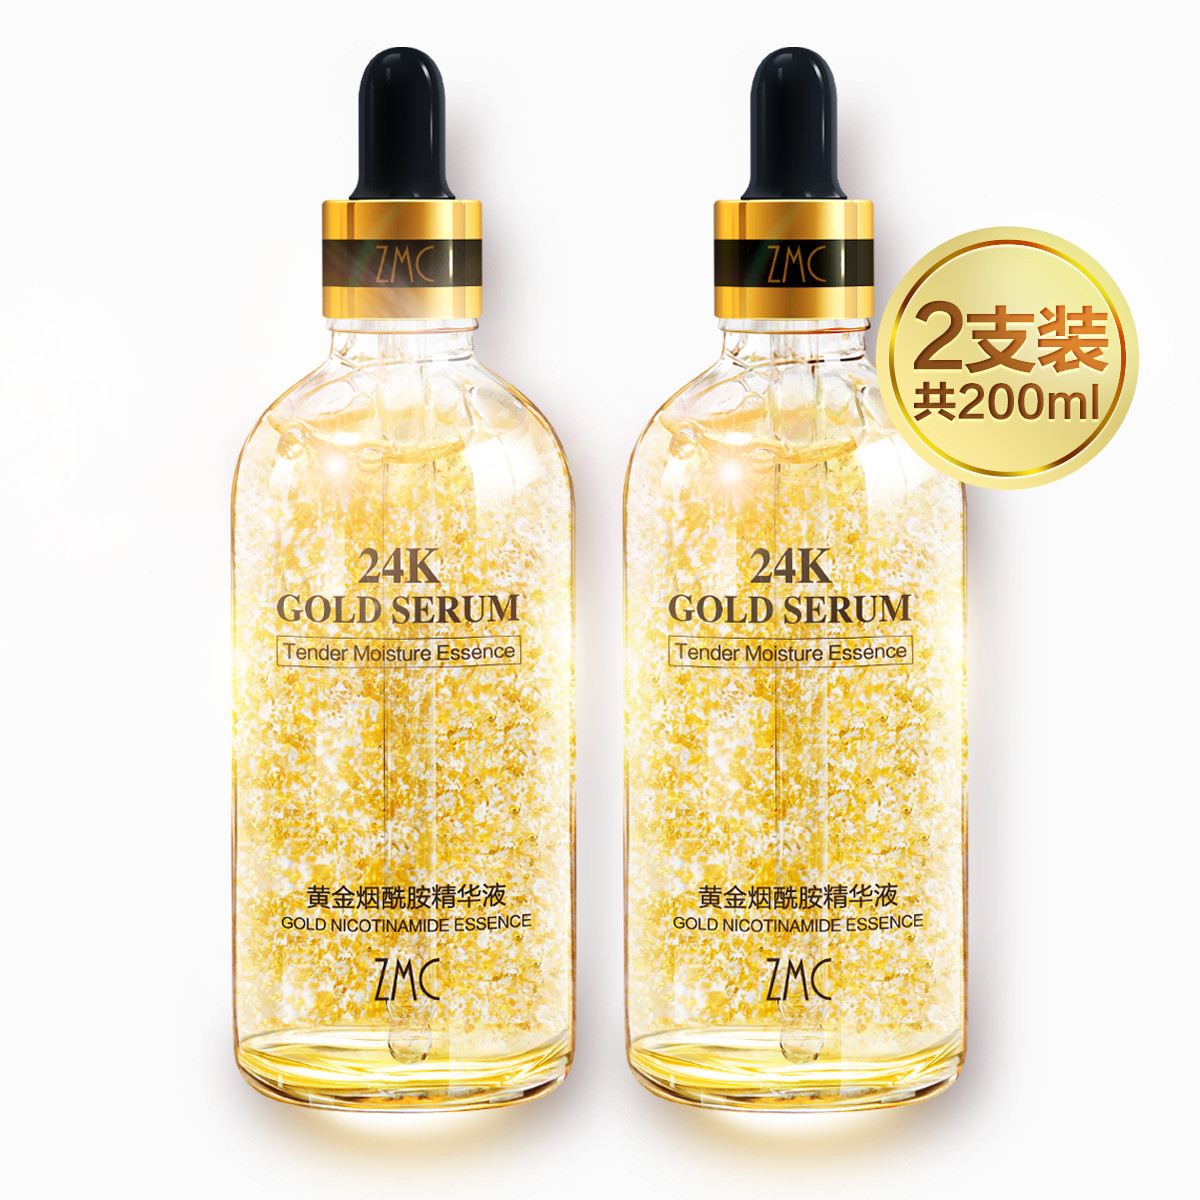 ZMC
24K
GOLD SERUM
Tender Moisture Essence
黄金烟酰胺精华液
GOLD NICOTINAMIDE ESSENCE
ZMC
ZMC
24K
GOLD SERUM
Tender Moisture Essence
黄金烟酰胺精华液
GOLD NICOTINAMIDE ESSENCE
ZMC
2支装
共200ml